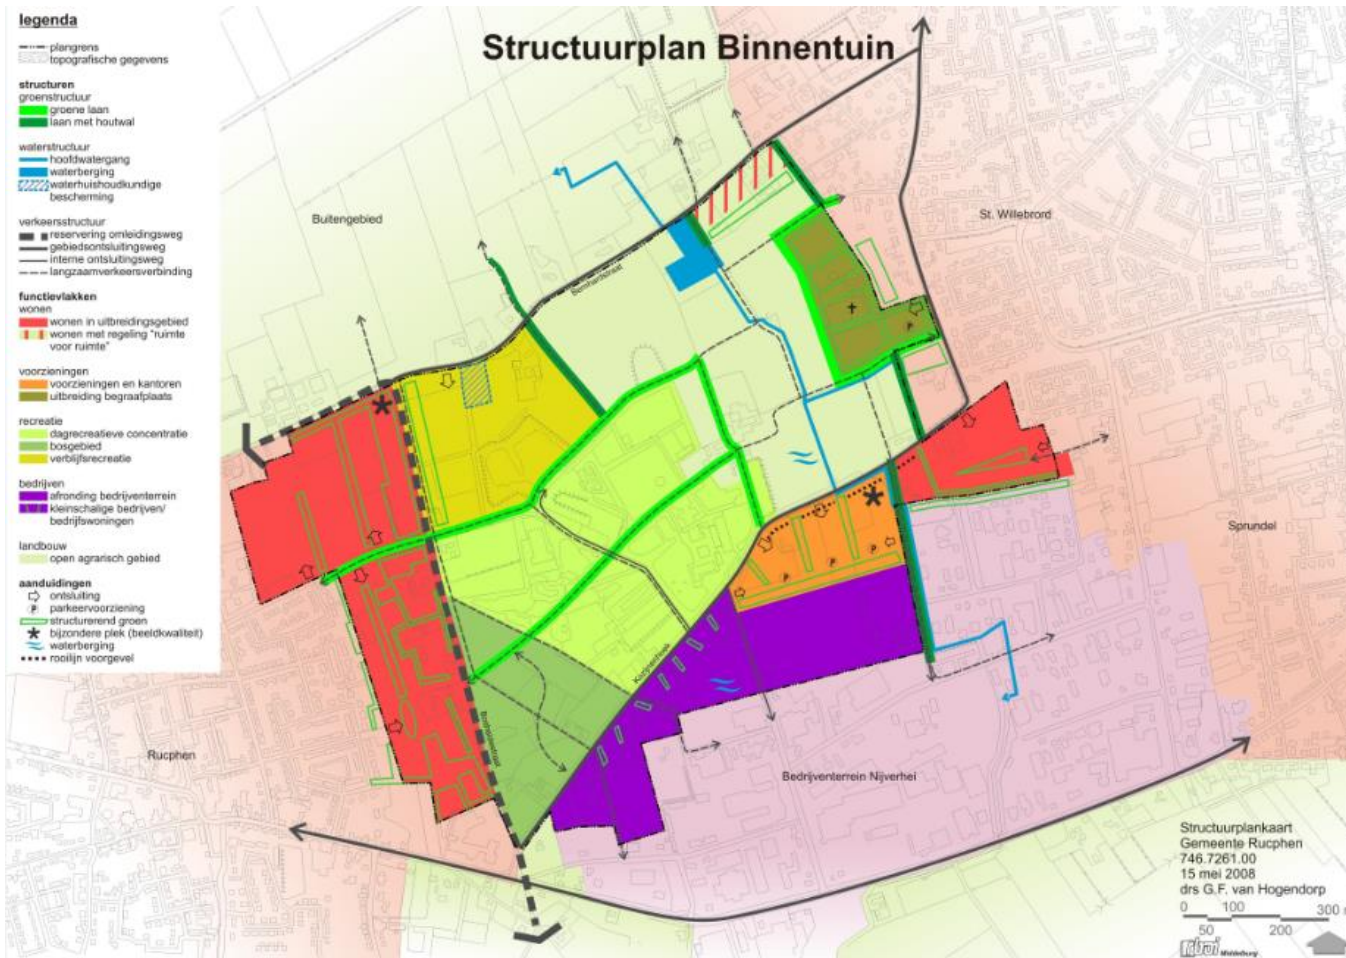 Structuurplan Binnentuin
legenda
plangrens
topografische gegevens
structuren
groenstructuur
groene laan
laan met houtwal
waterstructuur
hoofdwatergang
waterberging
waterhuishoudkundige
bescherming
verkeersstructuur
reservering omleidingsweg
gebiedsontsluitingsweg
interne ontsluitingsweg
langzaamverkeersverbinding
functievlakken
wonen
wonen in uitbreidingsgebied
wonen met regeling "ruimte
voor ruimte"
voorzieningen
voorzieningen en kantoren
uitbreiding begraafplaats
recreatie
dagrecreatieve concentratie
bosgebied
verblijfsrecreatie
bedrijven
afronding bedrijventerrein
kleinschalige bedrijven/
bedrijfswoningen
landbouw
open agrarisch gebied
aanduidingen
ontsluiting
P parkeervoorziening
structurerend groen
bijzondere plek (beeldkwaliteit)
waterberging
rooilijn voorgevel
Buitengebied
St. Willebrord
Bernhardstraat
P
Sprundel
P
P
P
Rucphen
Bedrijventerrein Nijverhei
Structuurplankaart
Gemeente Rucphen
746.7261.00
15 mei 2008
drs G.F. van Hogendorp
0 100 300
50 200
Middelburg